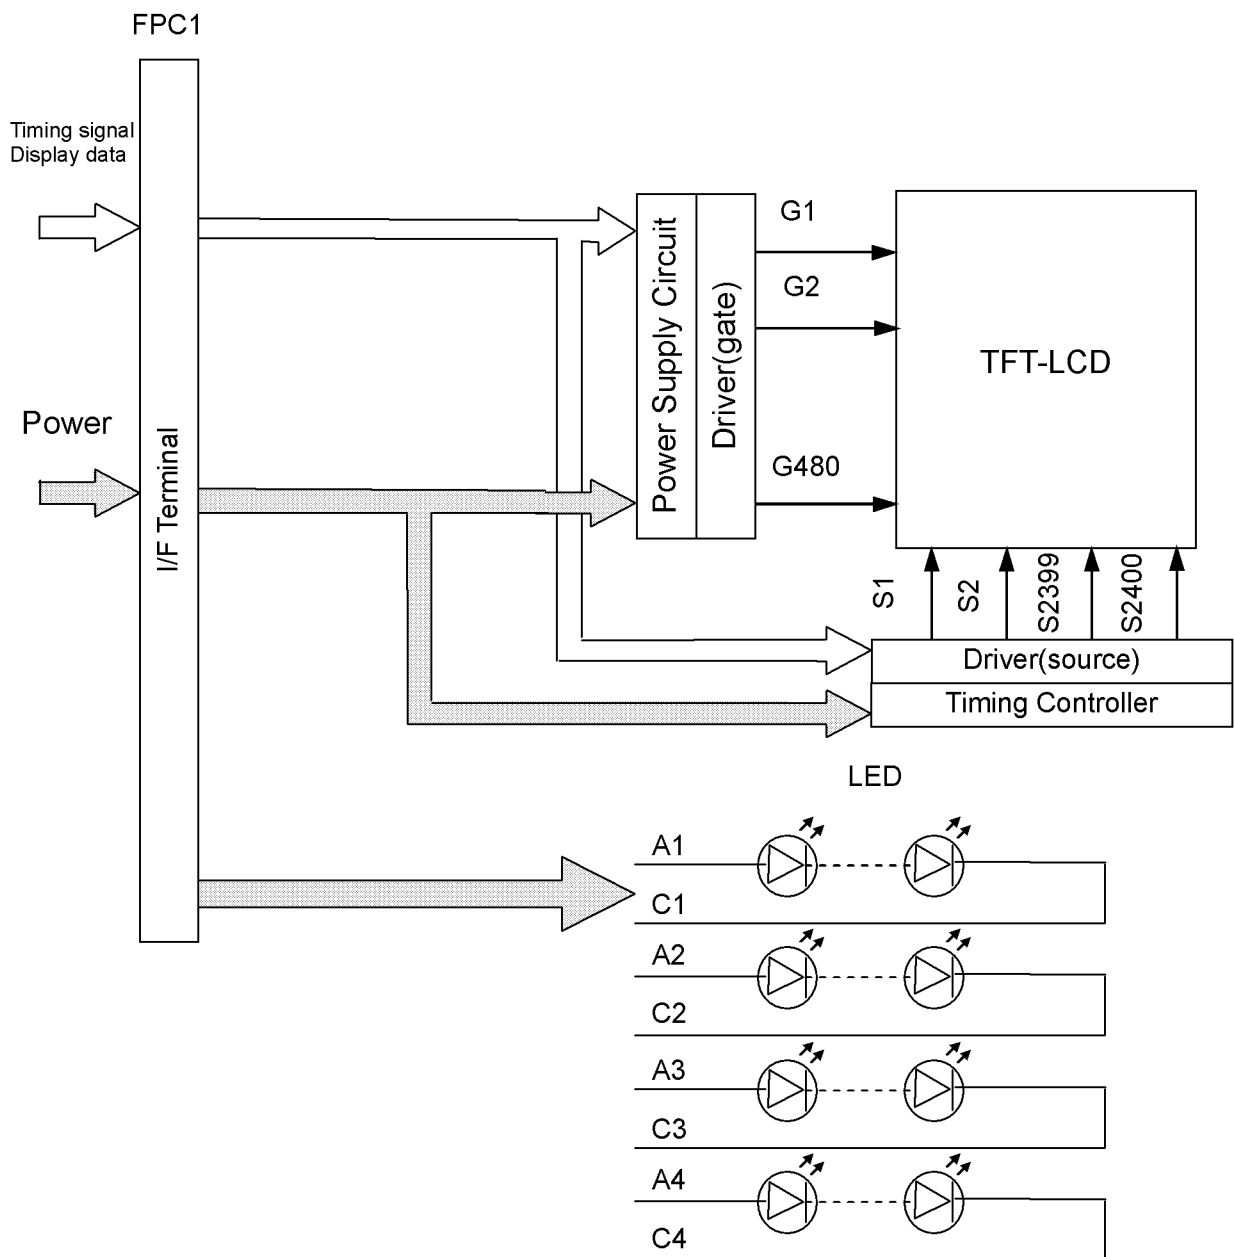 FPC1
Timing signal
Display data
Power
I/F Terminal
Power Supply Circuit
Driver(gate)
G1
G2
G480
TFT-LCD
S1
S2
S2399
S2400
Driver(source)
Timing Controller
LED
A1
C1
A2
C2
A3
C3
A4
C4